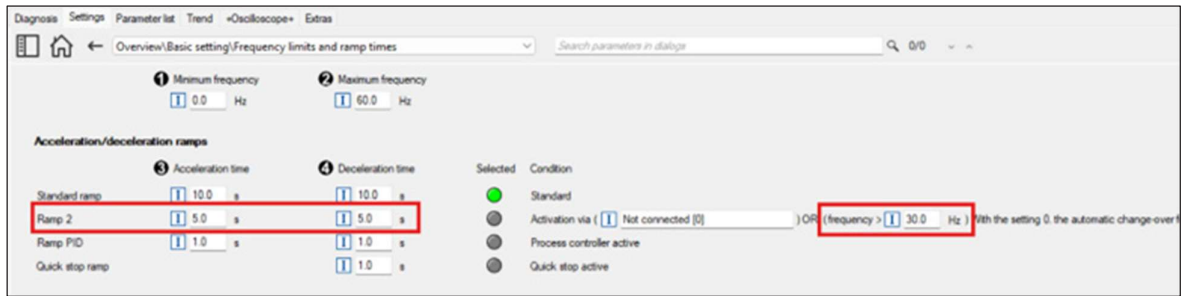 Diagnosis Settings Parameter list Trend +Oscilloscope+ Extras
Overview\Basic setting\Frequency limits and ramp times Search parameters in dialogs 0/0
1 Minimum frequency 2 Maximum frequency
I 0.0 Hz I 60.0 Hz
Acceleration/deceleration ramps
3 Acceleration time 4 Deceleration time Selected Condition
Standard ramp I 10.0 s I 10.0 s Standard
Ramp 2 I 5.0 s I 5.0 s Activation via ( I Not connected [0] ) OR (frequency > I 30.0 Hz ) With the setting 0, the automatic change-over f
Ramp PID I 1.0 s I 1.0 s Process controller active
Quick stop ramp I 1.0 s Quick stop active